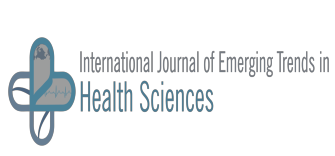 International Journal of Emerging Trends in
Health Sciences